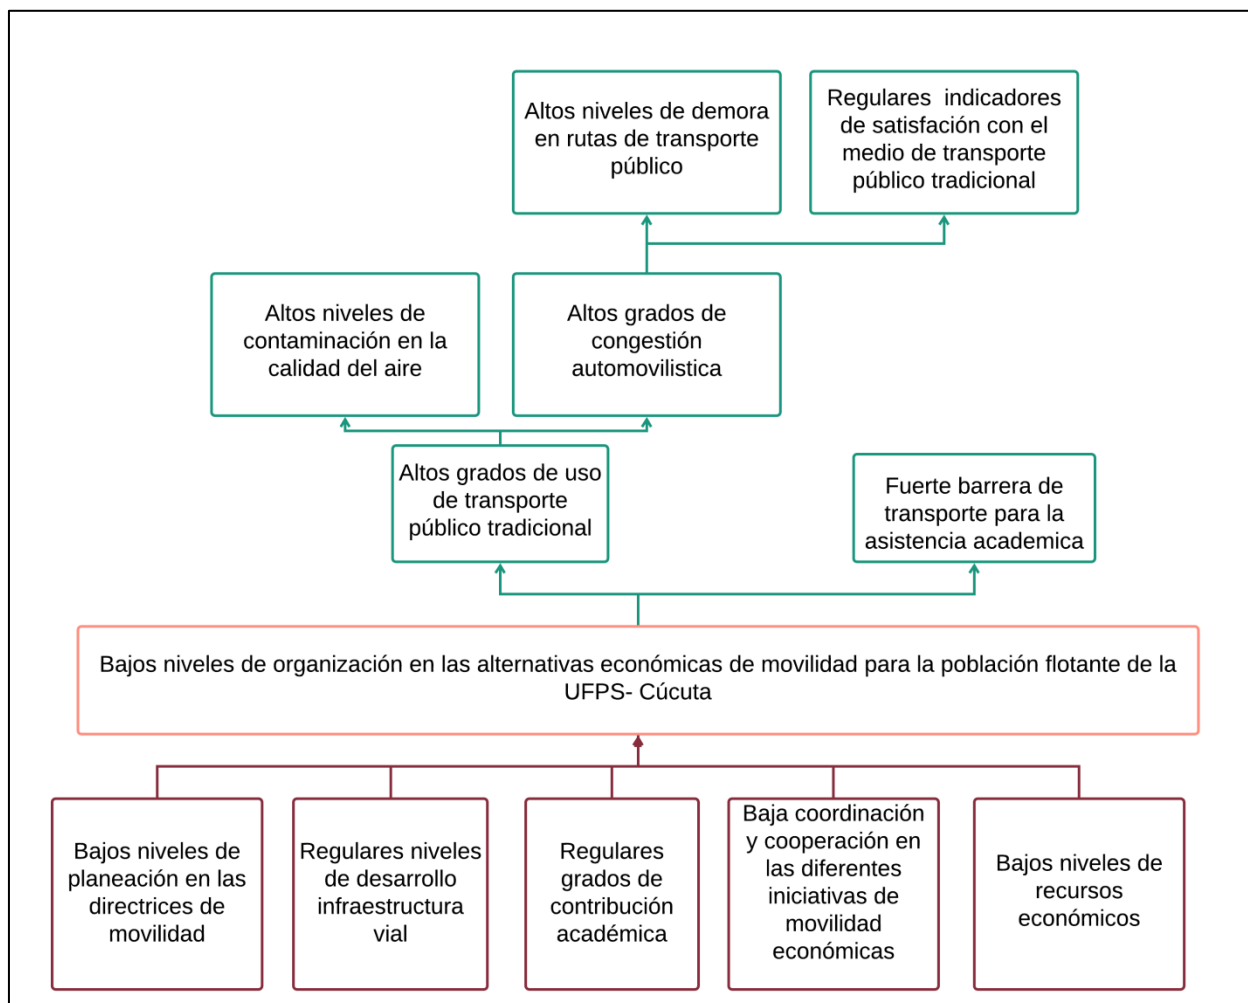 Altos niveles de demora
en rutas de transporte
público
Regulares indicadores
de satisfacción con el
medio de transporte
público tradicional
Altos niveles de
contaminación en la
calidad del aire
Altos grados de
congestión
automovilistica
Altos grados de uso
de transporte
público tradicional
Fuerte barrera de
transporte para la
asistencia academica
Bajos niveles de organización en las alternativas económicas de movilidad para la población flotante de la
UFPS- Cúcuta
Bajos niveles de
planeación en las
directrices de
movilidad
Regulares niveles
de desarrollo
infraestructura
vial
Regulares
grados de
contribución
académica
Baja coordinación
y cooperación en
las diferentes
iniciativas de
movilidad
económicas
Bajos niveles de
recursos
económicos